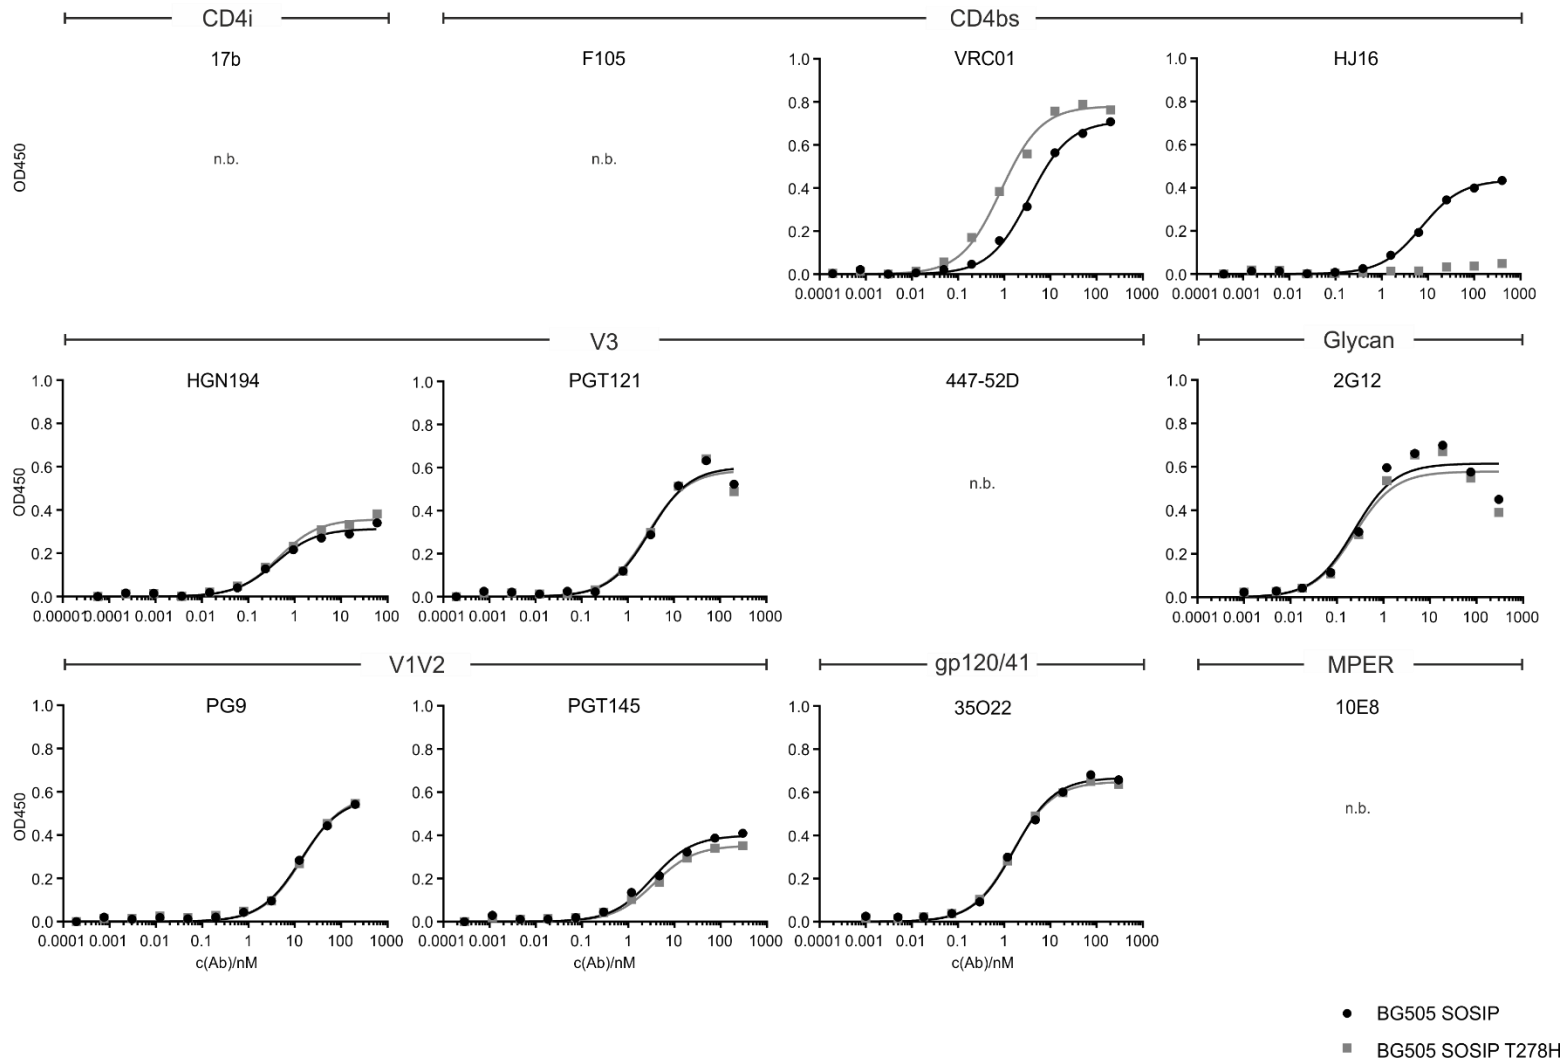 CD4i CD4bs
17b F105 VRC01 HJ16
OD450
n.b. n.b.
1.0 1.0
0.8 0.8
0.6 0.6
0.4 0.4
0.2 0.2
0.0 0.0
0.0001 0.001 0.01 0.1 1 10 100 1000 0.0001 0.001 0.01 0.1 1 10 100 1000
V3 Glycan
HGN194 PGT121 447-52D 2G12
OD450
n.b.
1.0 1.0 1.0
0.8 0.8 0.8
0.6 0.6 0.6
0.4 0.4 0.4
0.2 0.2 0.2
0.0 0.0 0.0
0.00001 0.0001 0.001 0.01 0.1 1 10 100 0.0001 0.001 0.01 0.1 1 10 100 1000 0.0001 0.001 0.01 0.1 1 10 100 1000
V1V2 gp120/41 MPER
PG9 PGT145 35O22 10E8
OD450
n.b.
1.0 1.0 1.0
0.8 0.8 0.8
0.6 0.6 0.6
0.4 0.4 0.4
0.2 0.2 0.2
0.0 0.0 0.0
0.0001 0.001 0.01 0.1 1 10 100 1000 0.0001 0.001 0.01 0.1 1 10 100 1000 0.0001 0.001 0.01 0.1 1 10 100 1000
c(Ab)/nM c(Ab)/nM c(Ab)/nM
BG505 SOSIP
BG505 SOSIP T278H